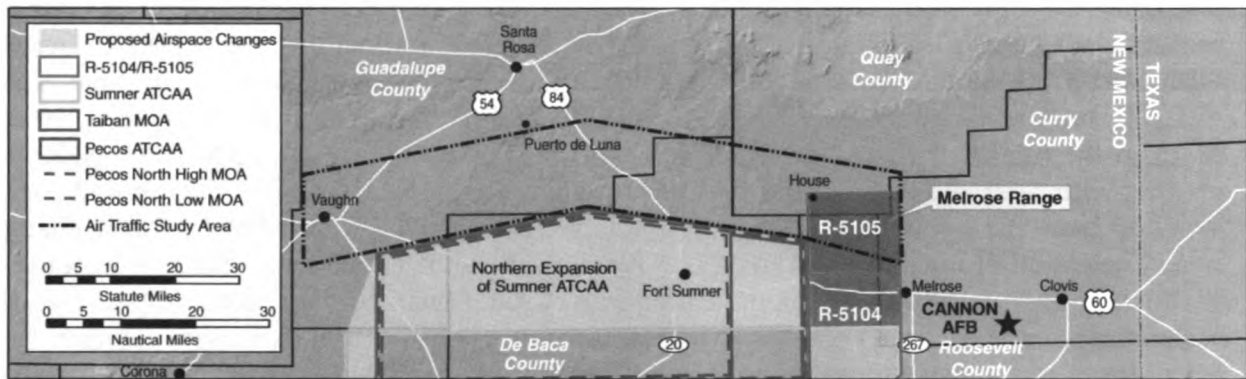 Proposed Airspace Changes
R-5104/R-5105
Sumner ATCAA
Taiban MOA
Pecos ATCAA
Pecos North High MOA
Pecos North Low MOA
Air Traffic Study Area
0 10 20 30
Statute Miles
0 10 20 30
Nautical Miles
Santa
Rosa
Guadalupe
County
54
84
Puerto de Luna
Vaughn
Quay
County
NEW MEXICO
TEXAS
Curry
County
House
Melrose Range
R-5105
Northern Expansion
of Sumner ATCAA
Fort Sumner
R-5104
Melrose
Clovis
60
CANNON
AFB
De Baca
County
20
267
Roosevelt
County
Corona